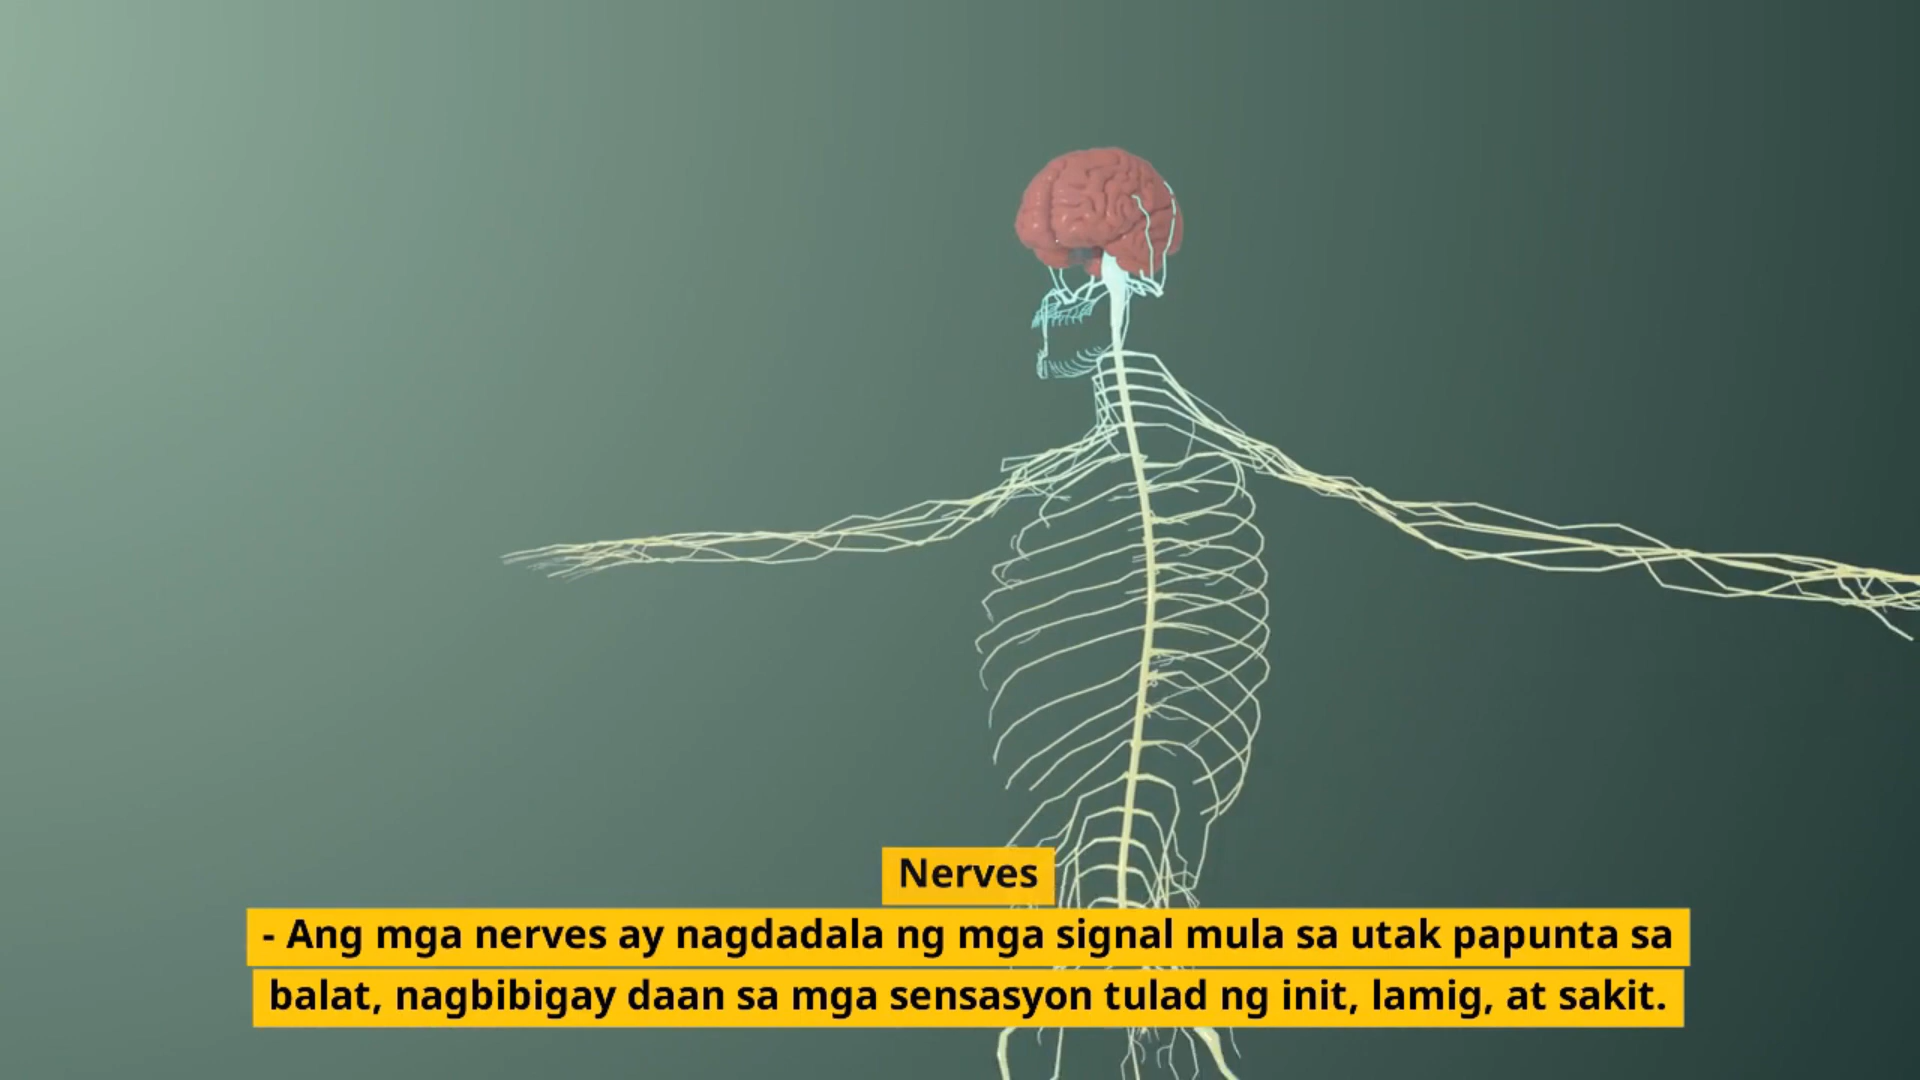 Nerves
- Ang mga nerves ay nagdadala ng mga signal mula sa utak papunta sa
balat, nagbibigay daan sa mga sensasyon tulad ng init, lamig, at sakit.